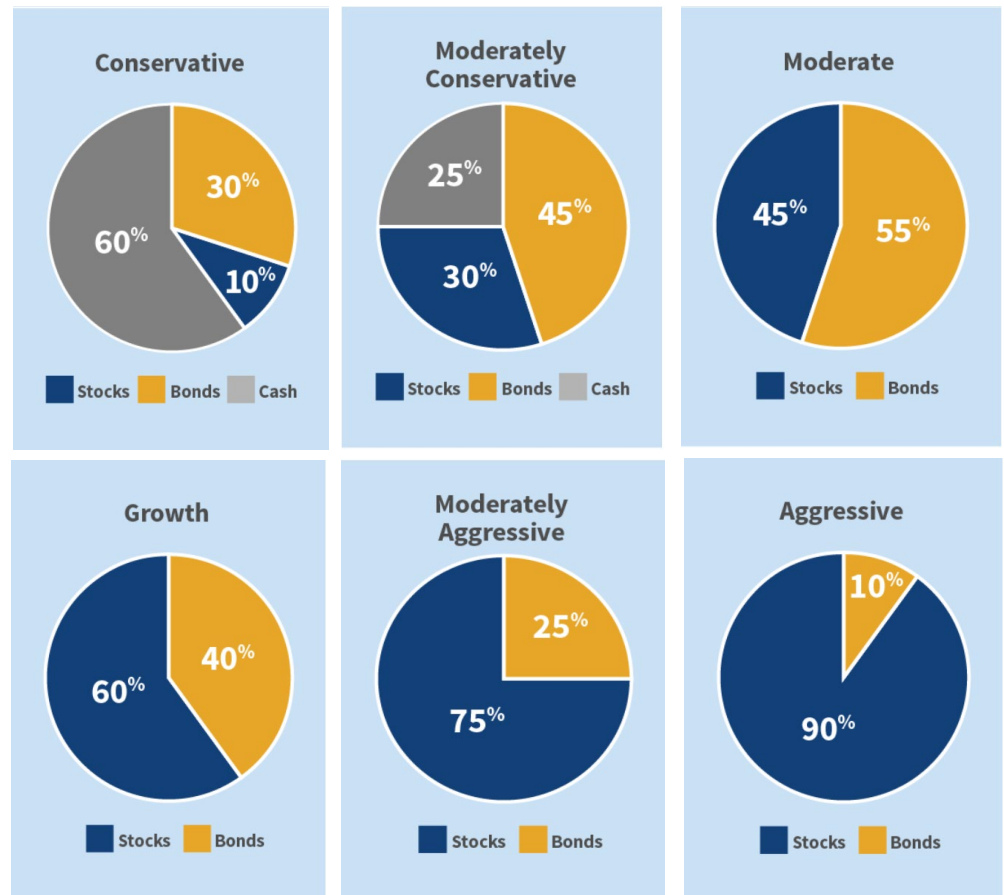 Conservative
30%
60%
10%
Stocks Bonds Cash
Moderately
Conservative
25%
45%
30%
Stocks Bonds Cash
Moderate
45%
55%
Stocks Bonds
Growth
40%
60%
Stocks Bonds
Moderately
Aggressive
25%
75%
Stocks Bonds
Aggressive
10%
90%
Stocks Bonds